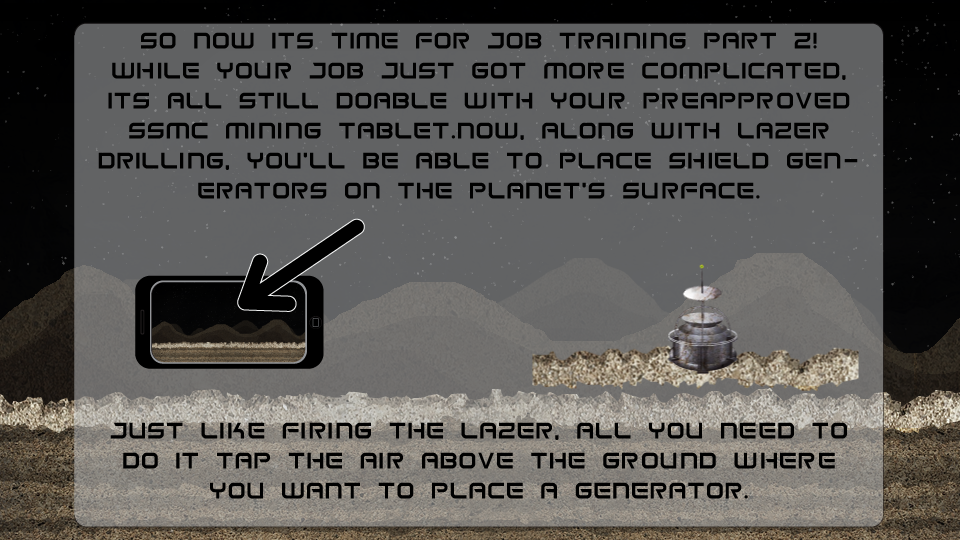 SO NOW ITS TIME FOR JOB TRAINING PART 2!
WHILE YOUR JOB JUST GOT MORE COMPLICATED,
ITS ALL STILL DOABLE WITH YOUR PREAPPROVED
SSMC MINING TABLET.NOW, ALONG WITH LAZER
DRILLING, YOU'LL BE ABLE TO PLACE SHIELD GEN-
ERATORS ON THE PLANET'S SURFACE.
JUST LIKE FIRING THE LAZER, ALL YOU NEED TO
DO IT TAP THE AIR ABOVE THE GROUND WHERE
YOU WANT TO PLACE A GENERATOR.